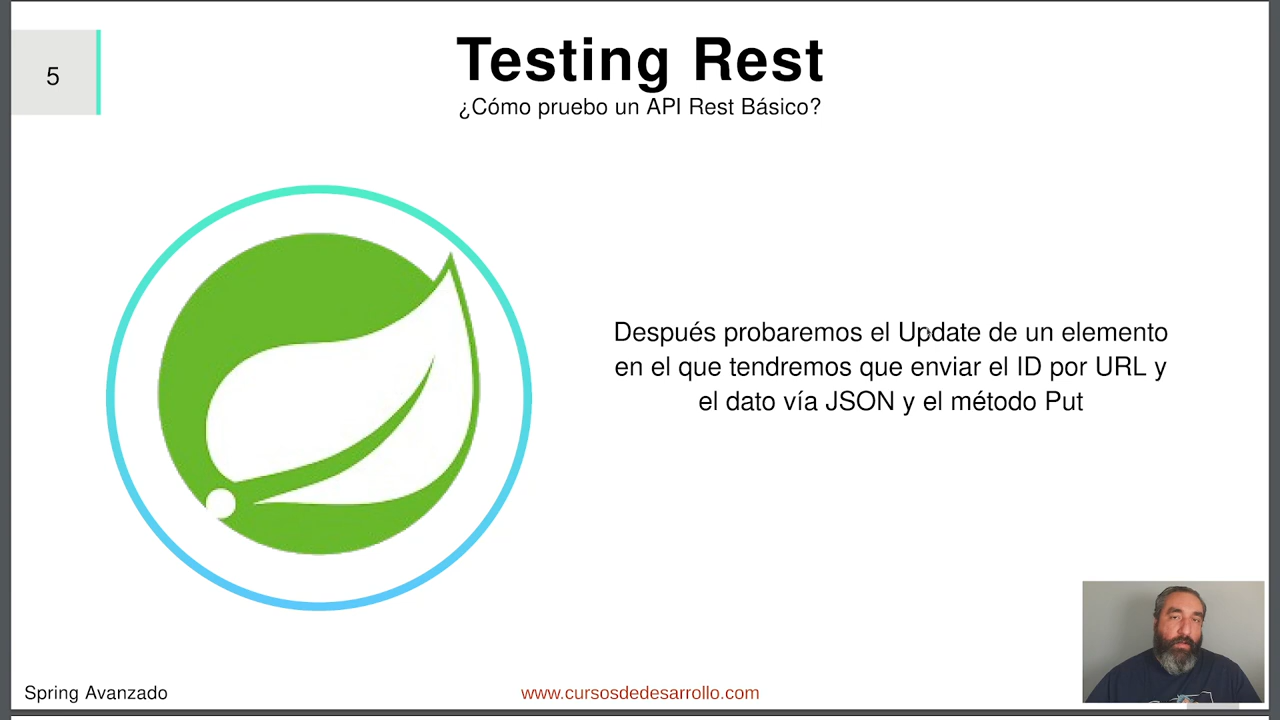 5
Testing Rest
¿Cómo pruebo un API Rest Básico?
Después probaremos el Update de un elemento
en el que tendremos que enviar el ID por URL y
el dato vía JSON y el método Put
Spring Avanzado
www.cursosdedesarrollo.com